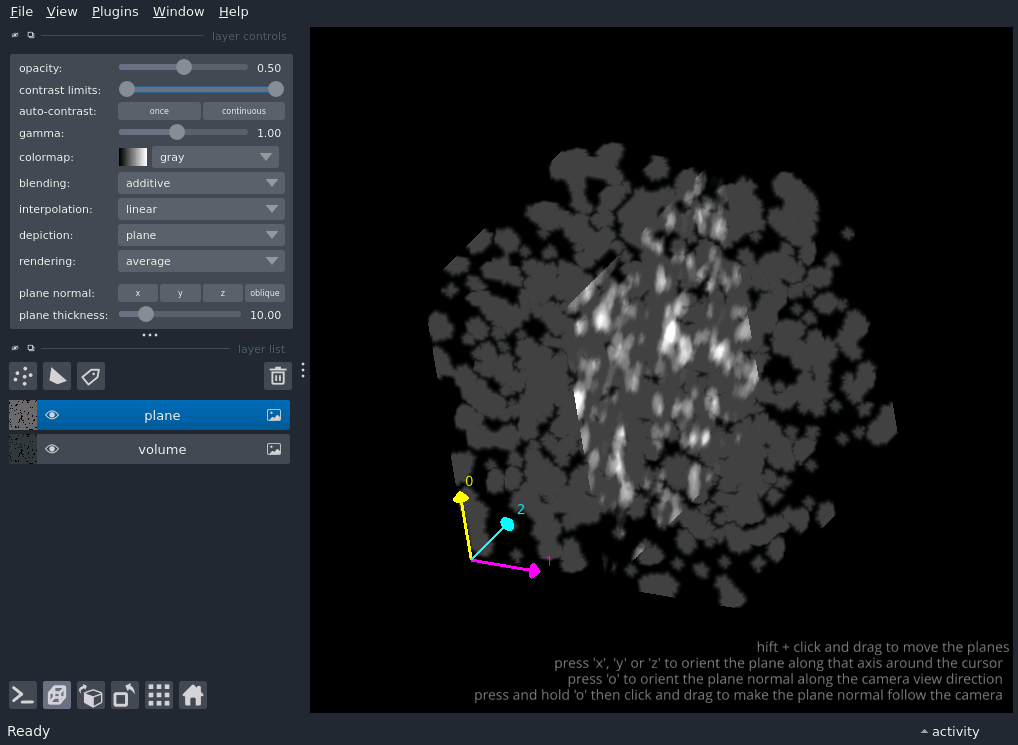 File View Plugins Window Help
layer controls
opacity: 0.50
contrast limits:
auto-contrast: once continuous
gamma: 1.00
colormap: gray
blending: additive
interpolation: linear
depiction: plane
rendering: average
plane normal: x y z oblique
plane thickness: 10.00
layer list
plane
volume
0
2
1
hift + click and drag to move the planes
press 'x', 'y' or 'z' to orient the plane along that axis around the cursor
press 'o' to orient the plane normal along the camera view direction
press and hold 'o' then click and drag to make the plane normal follow the camera
Ready activity